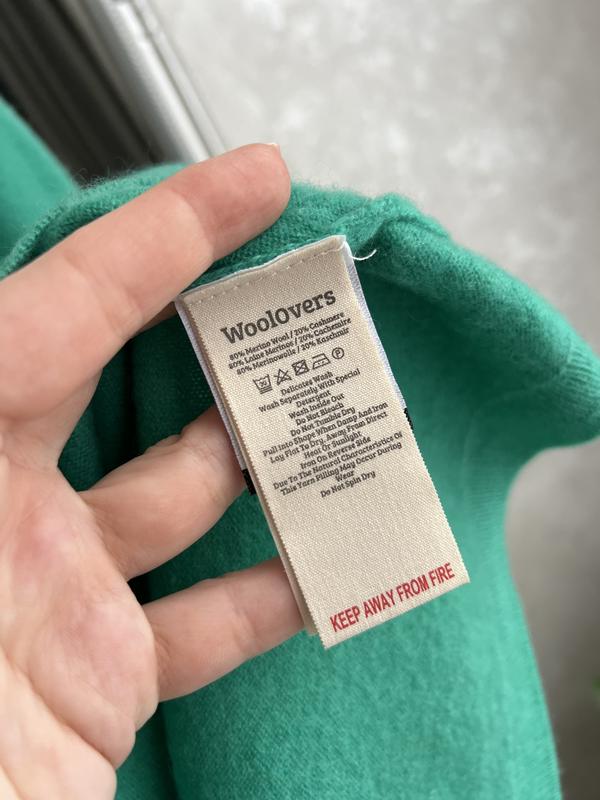 WoolOvers
80% Merino Wool / 20% Cashmere
80% Laine Merinos / 20% Cachemire
80% Merinowolle / 20% Kaschmir
Delicates Wash
Wash Separately With Special
Detergent
Wash Inside Out
Do Not Bleach
Do Not Tumble Dry
Pull Into Shape When Damp And Iron
Lay Flat To Dry, Away From Direct
Heat Or Sunlight
Iron On Reverse Side
Due To The Natural Characteristics Of
This Yarn Pilling May Occur During
Wear
Do Not Spin Dry
KEEP AWAY FROM FIRE